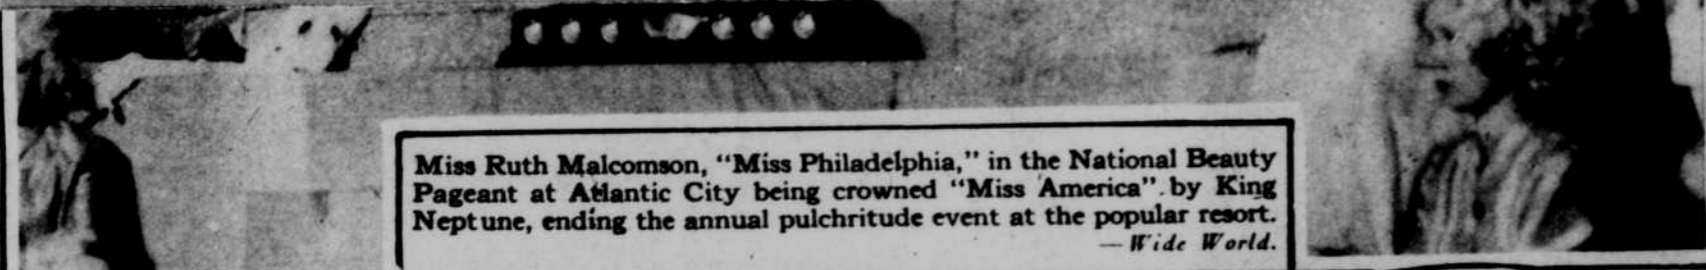 Miss Ruth Malcomson, "Miss Philadelphia," in the National Beauty
Pageant at Atlantic City being crowned "Miss America" by King
Neptune, ending the annual pulchritude event at the popular resort.
— Wide World.